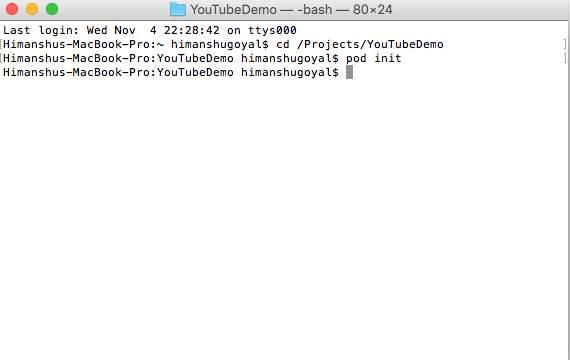 YouTubeDemo — -bash — 80×24
Last login: Wed Nov  4 22:28:42 on ttys000
[Himanshus-MacBook-Pro:~ himanshugoyal$ cd /Projects/YouTubeDemo ]
[Himanshus-MacBook-Pro:YouTubeDemo himanshugoyal$ pod init ]
Himanshus-MacBook-Pro:YouTubeDemo himanshugoyal$